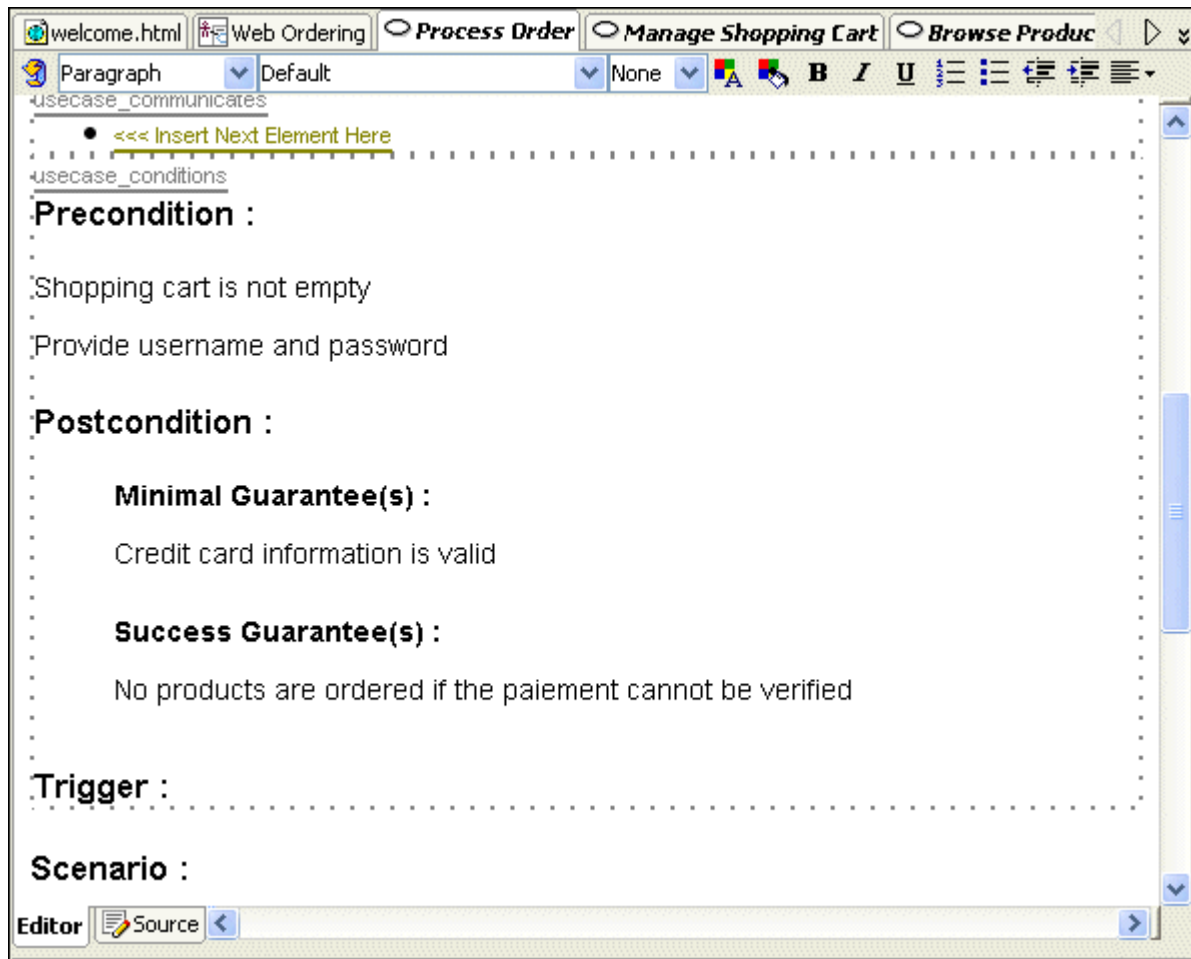 welcome.html Web Ordering Process Order Manage Shopping Cart Browse Produc
Paragraph Default None A B I U
usecase_communicates
<<< Insert Next Element Here
usecase_conditions
Precondition :
Shopping cart is not empty
Provide username and password
Postcondition :
Minimal Guarantee(s) :
Credit card information is valid
Success Guarantee(s) :
No products are ordered if the paiement cannot be verified
Trigger :
Scenario :
Editor Source